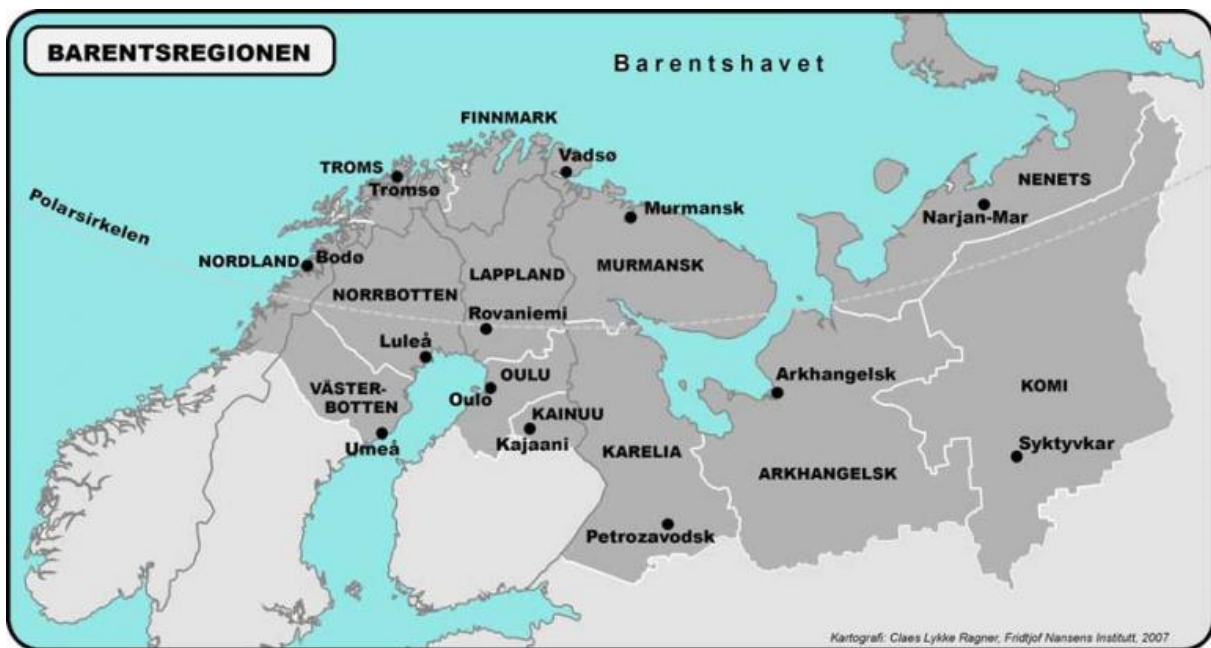 BARENTSREGIONEN
Barentshavet
FINNMARK
TROMS
Vadsø
Tromsø
NENETS
Polarsirkelen
Murmansk
Narjan-Mar
NORDLAND
Bodø
LAPPLAND
MURMANSK
NORRBOTTEN
Rovaniemi
Luleå
Arkhangelsk
OULU
KOMI
VÄSTER-
BOTTEN
Oulo
KAINUU
Umeå
Kajaani
KARELIA
Syktyvkar
ARKHANGELSK
Petrozavodsk
Kartografi: Claes Lykke Ragner, Fridtjof Nansens Institutt, 2007